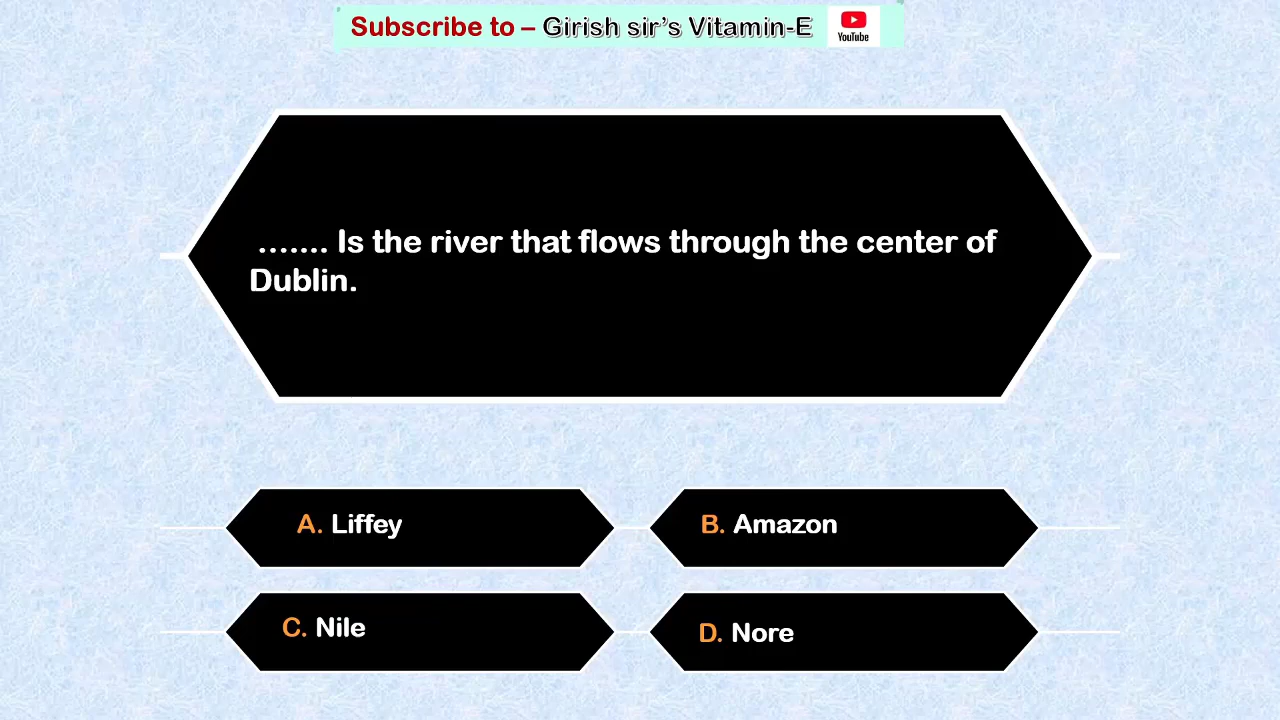 Subscribe to – Girish sir’s Vitamin-E
YouTube
....... Is the river that flows through the center of
Dublin.
A. Liffey
B. Amazon
C. Nile
D. Nore